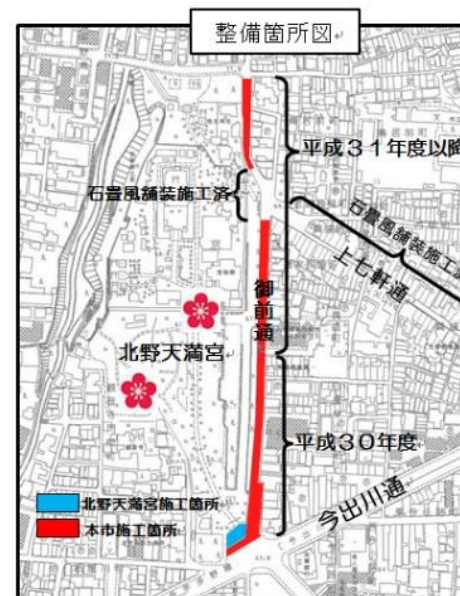 整備箇所図
平成31年度以降
石畳風舗装施工済
石畳風舗装施工
上七軒通
御前通
北野天満宮
平成30年度
今出川通
北野天満宮施工箇所
本市施工箇所